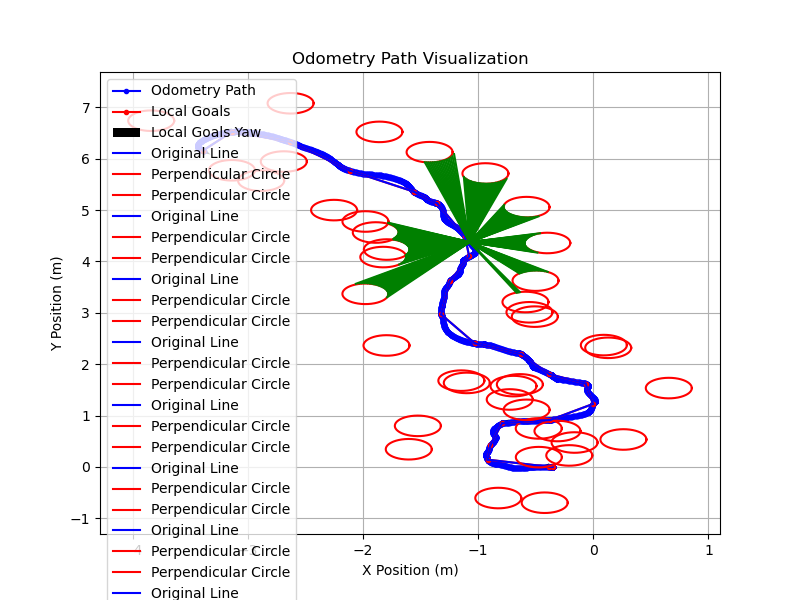 Odometry Path Visualization
Y Position (m)
7
6
5
4
3
2
1
0
−1
Odometry Path
Local Goals
Local Goals Yaw
Original Line
Perpendicular Circle
Perpendicular Circle
Original Line
Perpendicular Circle
Perpendicular Circle
Original Line
Perpendicular Circle
Perpendicular Circle
Original Line
Perpendicular Circle
Perpendicular Circle
Original Line
Perpendicular Circle
Perpendicular Circle
Original Line
Perpendicular Circle
Perpendicular Circle
Original Line
Perpendicular Circle
Perpendicular Circle
Original Line
−4 −3 −2 −1 0 1
X Position (m)